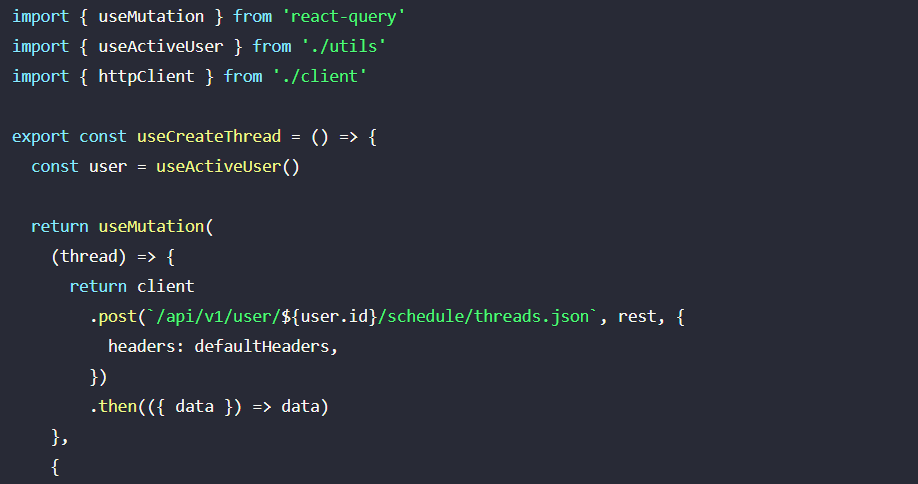 import { useMutation } from 'react-query'
import { useActiveUser } from './utils'
import { httpClient } from './client'

export const useCreateThread = () => {
  const user = useActiveUser()

  return useMutation(
    (thread) => {
      return client
        .post(`/api/v1/user/${user.id}/schedule/threads.json`, rest, {
          headers: defaultHeaders,
        })
        .then(({ data }) => data)
    },
    {